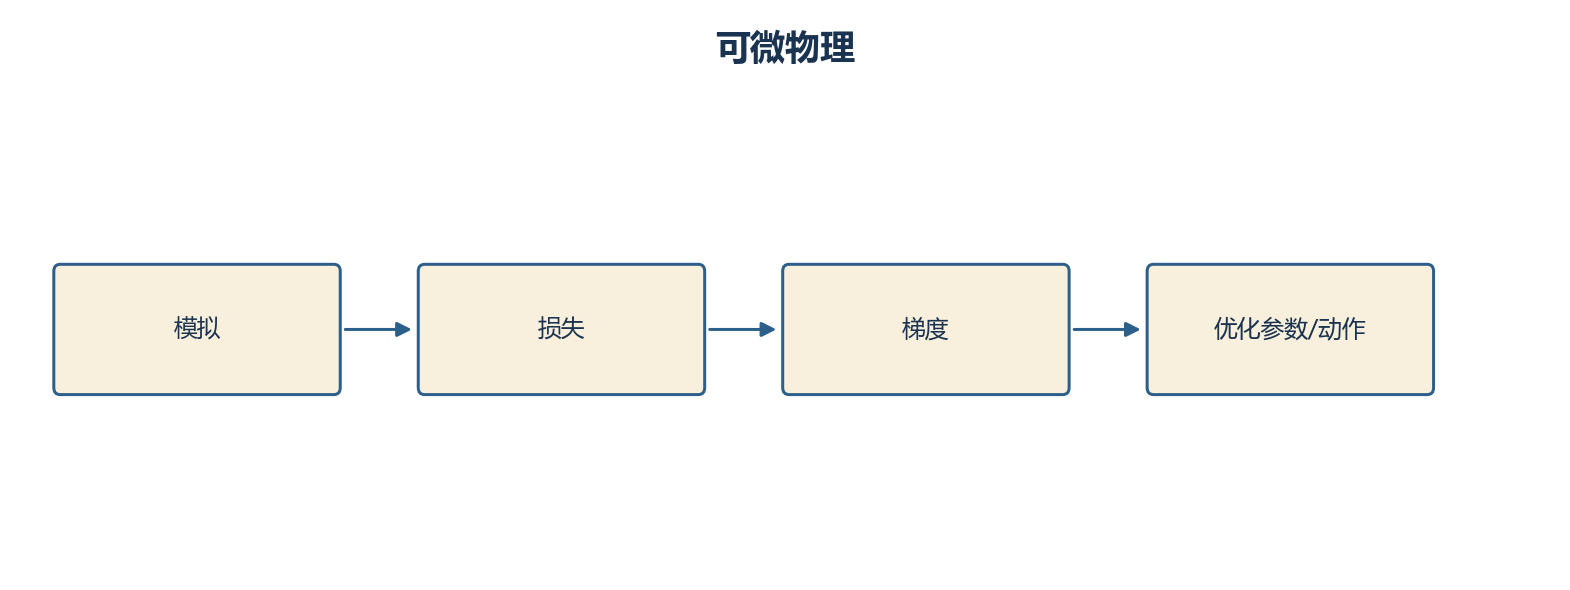 可微物理
模拟
损失
梯度
优化参数/动作